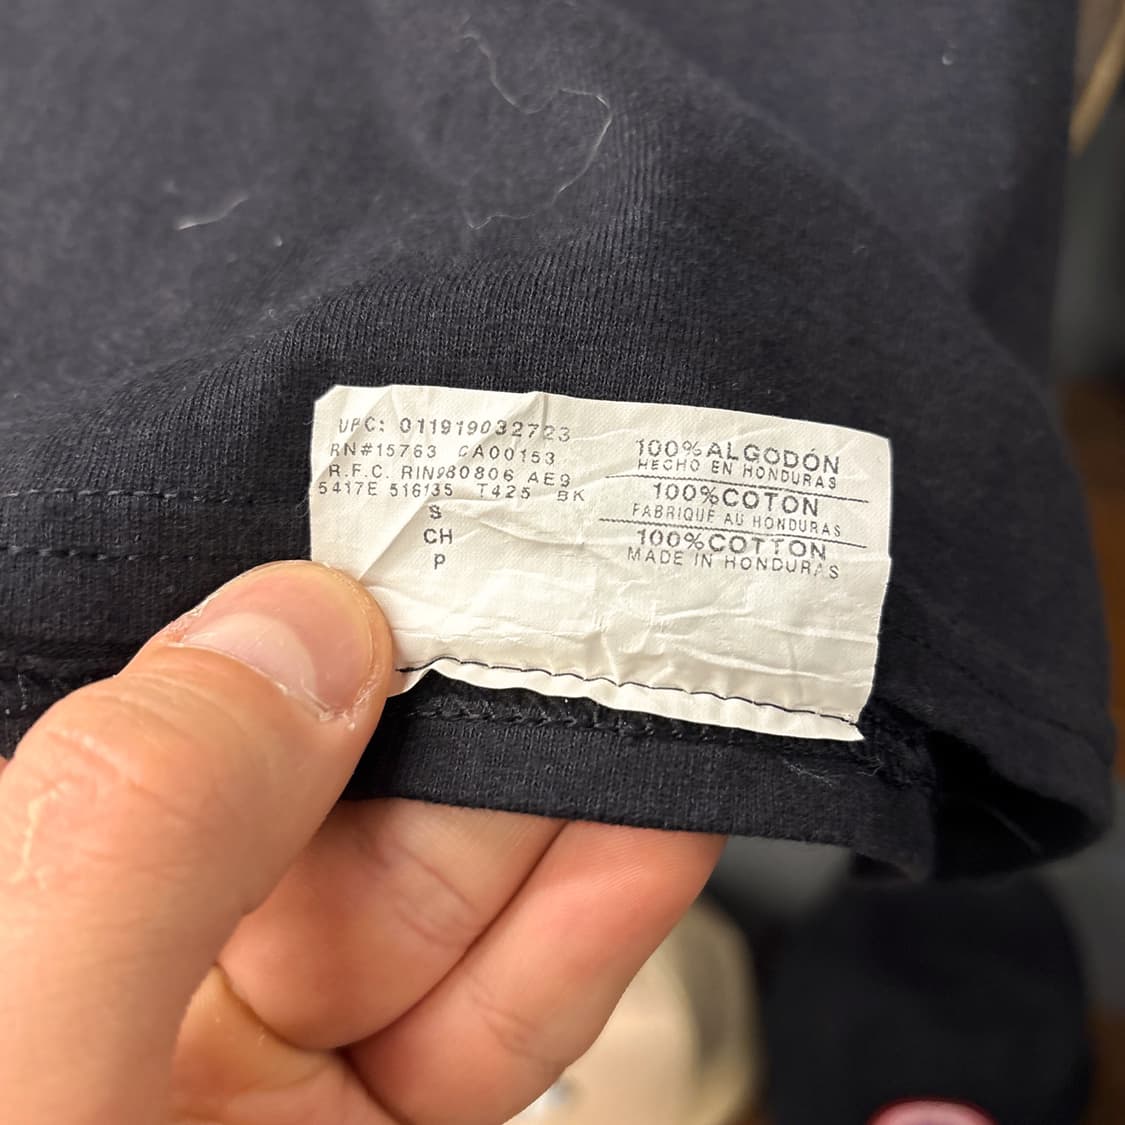 UPC: 011919032723
RN#15763 CA00153
R.F.C. RIN980806 AE9
5417E 516135 T425 BK
S
CH
P
100%ALGODÓN
HECHO EN HONDURAS
100%COTON
FABRIQUE AU HONDURAS
100%COTTON
MADE IN HONDURAS